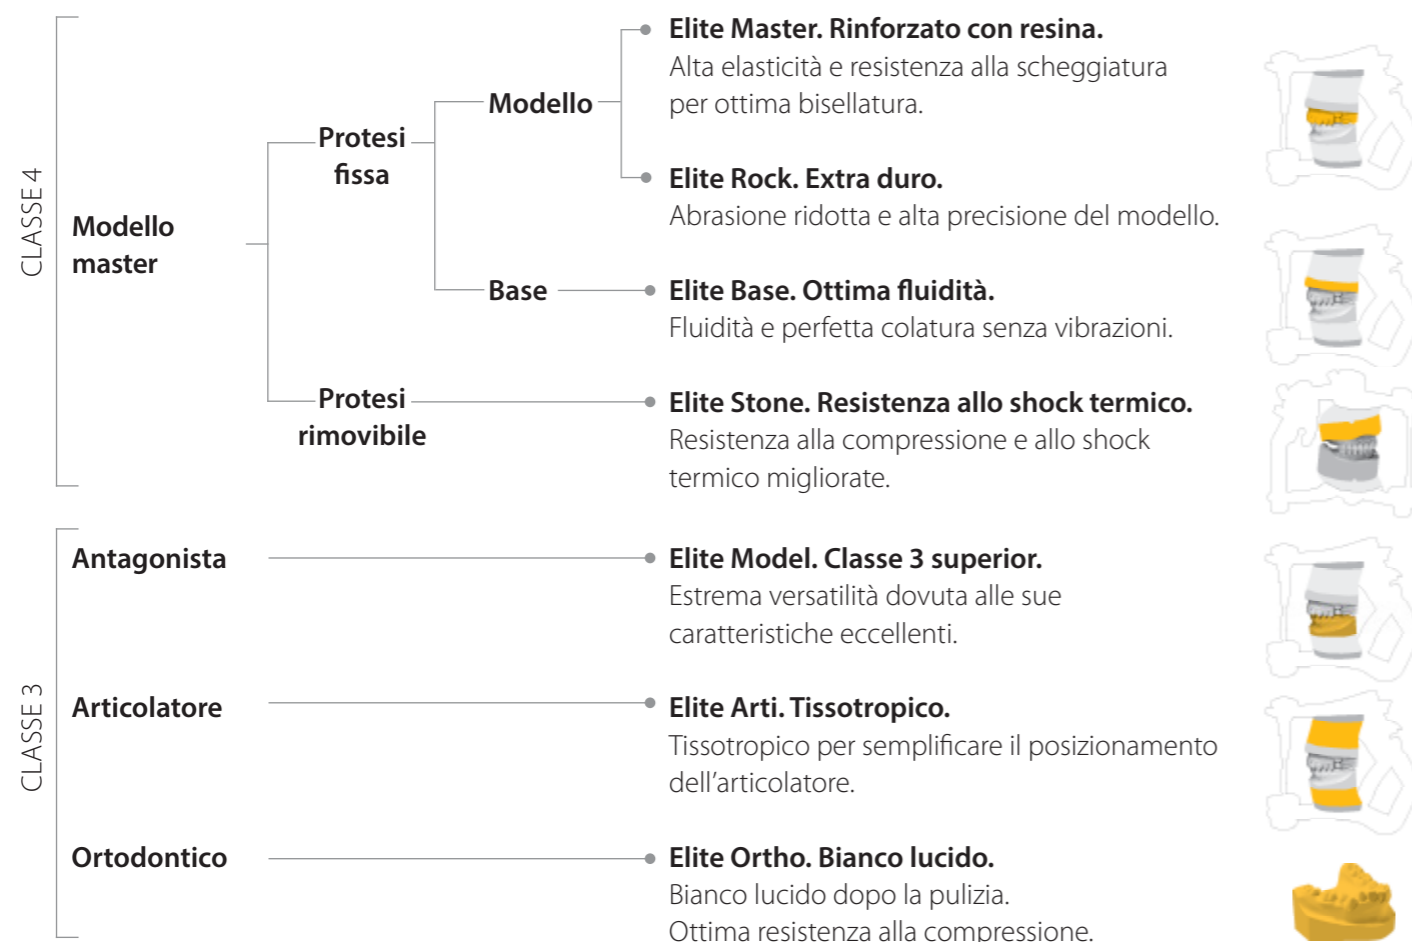 CLASSE 4
Modello
master
Protesi
fissa
Modello
Elite Master. Rinforzato con resina.
Alta elasticità e resistenza alla scheggiatura
per ottima bisellatura.
Elite Rock. Extra duro.
Abrasione ridotta e alta precisione del modello.
Base
Elite Base. Ottima fluidità.
Fluidità e perfetta colatura senza vibrazioni.
Protesi
rimovibile
Elite Stone. Resistenza allo shock termico.
Resistenza alla compressione e allo shock
termico migliorate.
CLASSE 3
Antagonista
Elite Model. Classe 3 superior.
Estrema versatilità dovuta alle sue
caratteristiche eccellenti.
Articolatore
Elite Arti. Tissotropico.
Tissotropico per semplificare il posizionamento
dell’articolatore.
Ortodontico
Elite Ortho. Bianco lucido.
Bianco lucido dopo la pulizia.
Ottima resistenza alla compressione.